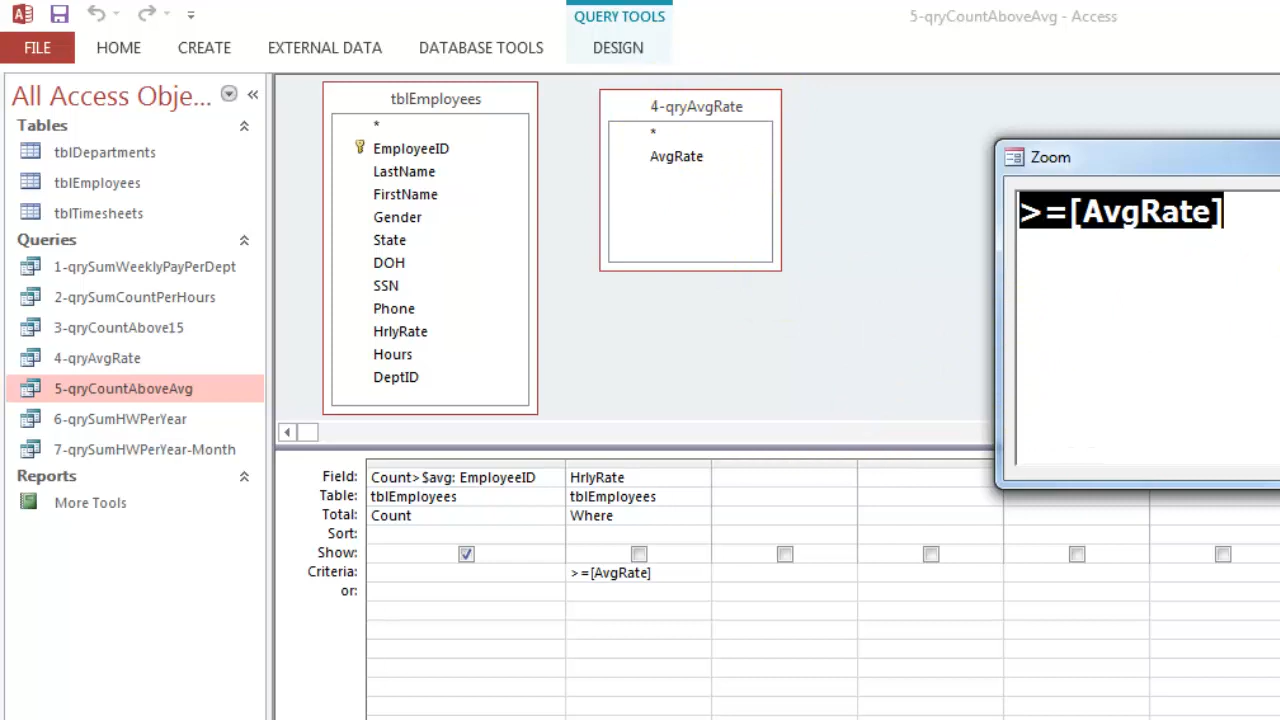 QUERY TOOLS
5-qryCountAboveAvg - Access
FILE HOME CREATE EXTERNAL DATA DATABASE TOOLS DESIGN
All Access Obje... «
Tables
tblDepartments
tblEmployees
tblTimesheets
Queries
1-qrySumWeeklyPayPerDept
2-qrySumCountPerHours
3-qryCountAbove15
4-qryAvgRate
5-qryCountAboveAvg
6-qrySumHWPerYear
7-qrySumHWPerYear-Month
Reports
More Tools
tblEmployees
*
EmployeeID
LastName
FirstName
Gender
State
DOH
SSN
Phone
HrlyRate
Hours
DeptID
4-qryAvgRate
*
AvgRate
Zoom
>=[AvgRate]
Field: Count>$avg: EmployeeID HrlyRate
Table: tblEmployees tblEmployees
Total: Count Where
Sort:
Show:
Criteria: >=[AvgRate]
or: